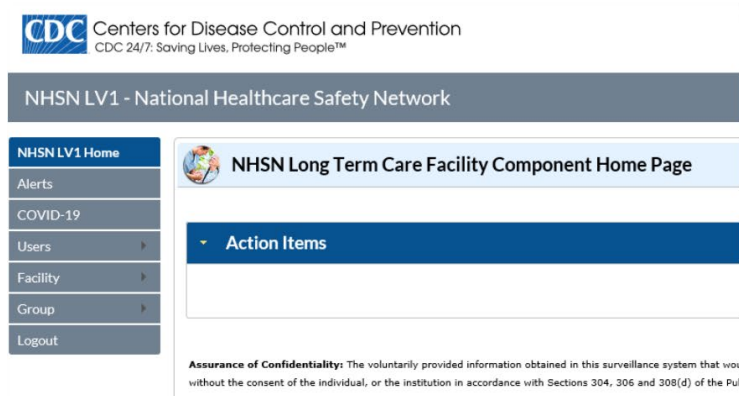 CDC Centers for Disease Control and Prevention
CDC 24/7: Saving Lives, Protecting People™
NHSN LV1 - National Healthcare Safety Network
NHSN LV1 Home
Alerts
COVID-19
Users
Facility
Group
Logout
NHSN Long Term Care Facility Component Home Page
Action Items
Assurance of Confidentiality: The voluntarily provided information obtained in this surveillance system that
without the consent of the individual, or the institution in accordance with Sections 304, 306 and 308(d) of the